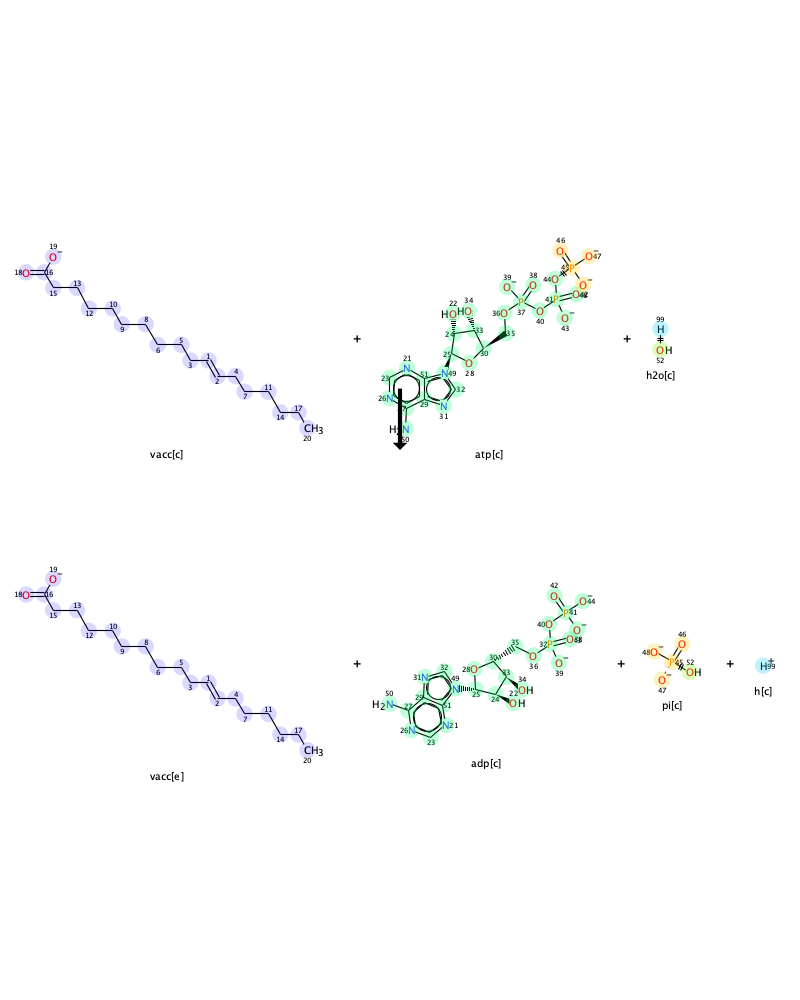 19
18 O 16 O −
13
15
10
12
9
8
6
5
3
1
2
4
7
11
14
17
CH3
20
vacc[c]
+
46
O
O − 47
P
O −
44 O
39
O −
38
O
P
37
41 P
O
O
40
O −
43
36 O
35
22
HO
34
HO
24
33
25
30
O
28
21
N
23
26 N
51
49
N
32
29
N
31
50
atp[c]
+
99
H
OH
52
h2o[c]
19
18 O 16 O −
13
15
10
12
9
8
6
5
3
1
2
4
7
11
14
17
CH3
20
vacc[e]
+
42
O
O − 44
P 41
40 O
O −
37 P
O
O −
39
35
O
36
30
28 O
33
34
OH
24
22
OH
25
32
31 N
49
N
29
51
50
H2N
27
26 N
N 21
23
adp[c]
+
46
O
48 O −
P 45
52
OH
O −
47
pi[c]
+
H + 99
h[c]